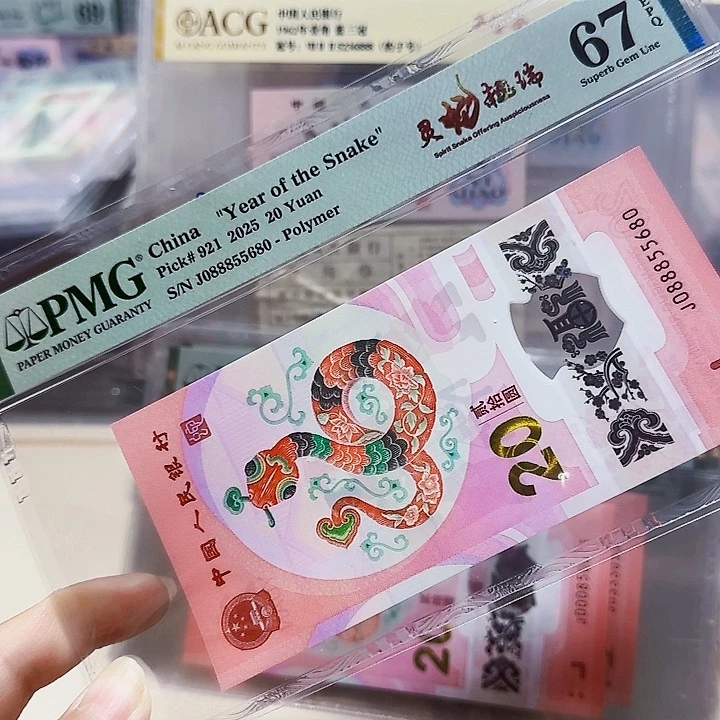 ACG
中国人民银行
69
PMG®
PAPER MONEY GUARANTY
China "Year of the Snake"
Pick# 921 2025 20 Yuan
S/N J088855680 - Polymer
灵蛇献瑞
Spirit Snake Offering Auspiciousness
67
EPQ
Superb Gem Unc
J088855680
贰拾圆
20
中国人民银行
20